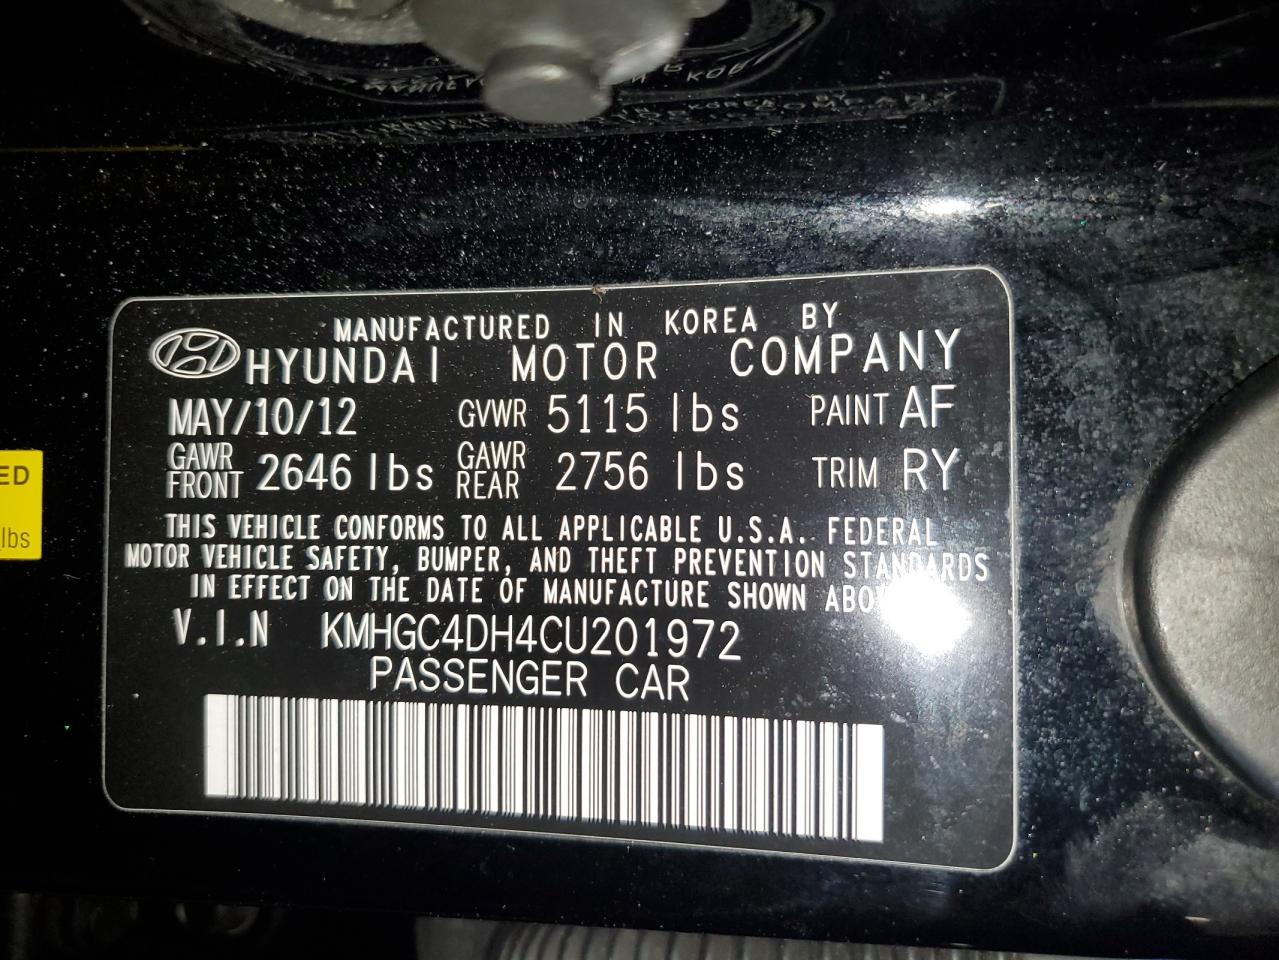 MANUFACTURED IN KOREA BY
HYUNDAI MOTOR COMPANY
MAY/10/12 GVWR 5115 lbs PAINT AF
GAWR FRONT 2646 lbs GAWR REAR 2756 lbs TRIM RY
THIS VEHICLE CONFORMS TO ALL APPLICABLE U.S.A. FEDERAL
MOTOR VEHICLE SAFETY, BUMPER, AND THEFT PREVENTION STANDARDS
IN EFFECT ON THE DATE OF MANUFACTURE SHOWN ABO
V.I.N KMHGC4DH4CU201972
PASSENGER CAR
ED
lbs